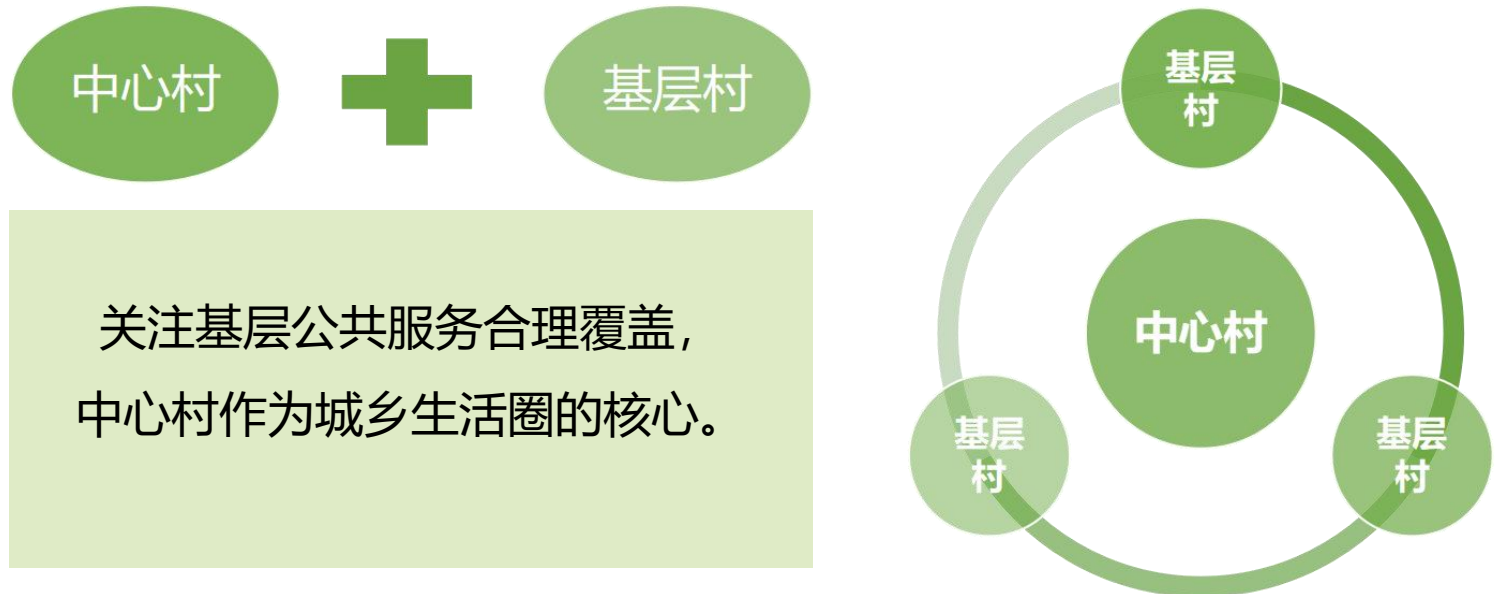 中心村
基层村
关注基层公共服务合理覆盖，
中心村作为城乡生活圈的核心。
基层
村
中心村
基层
村
基层
村